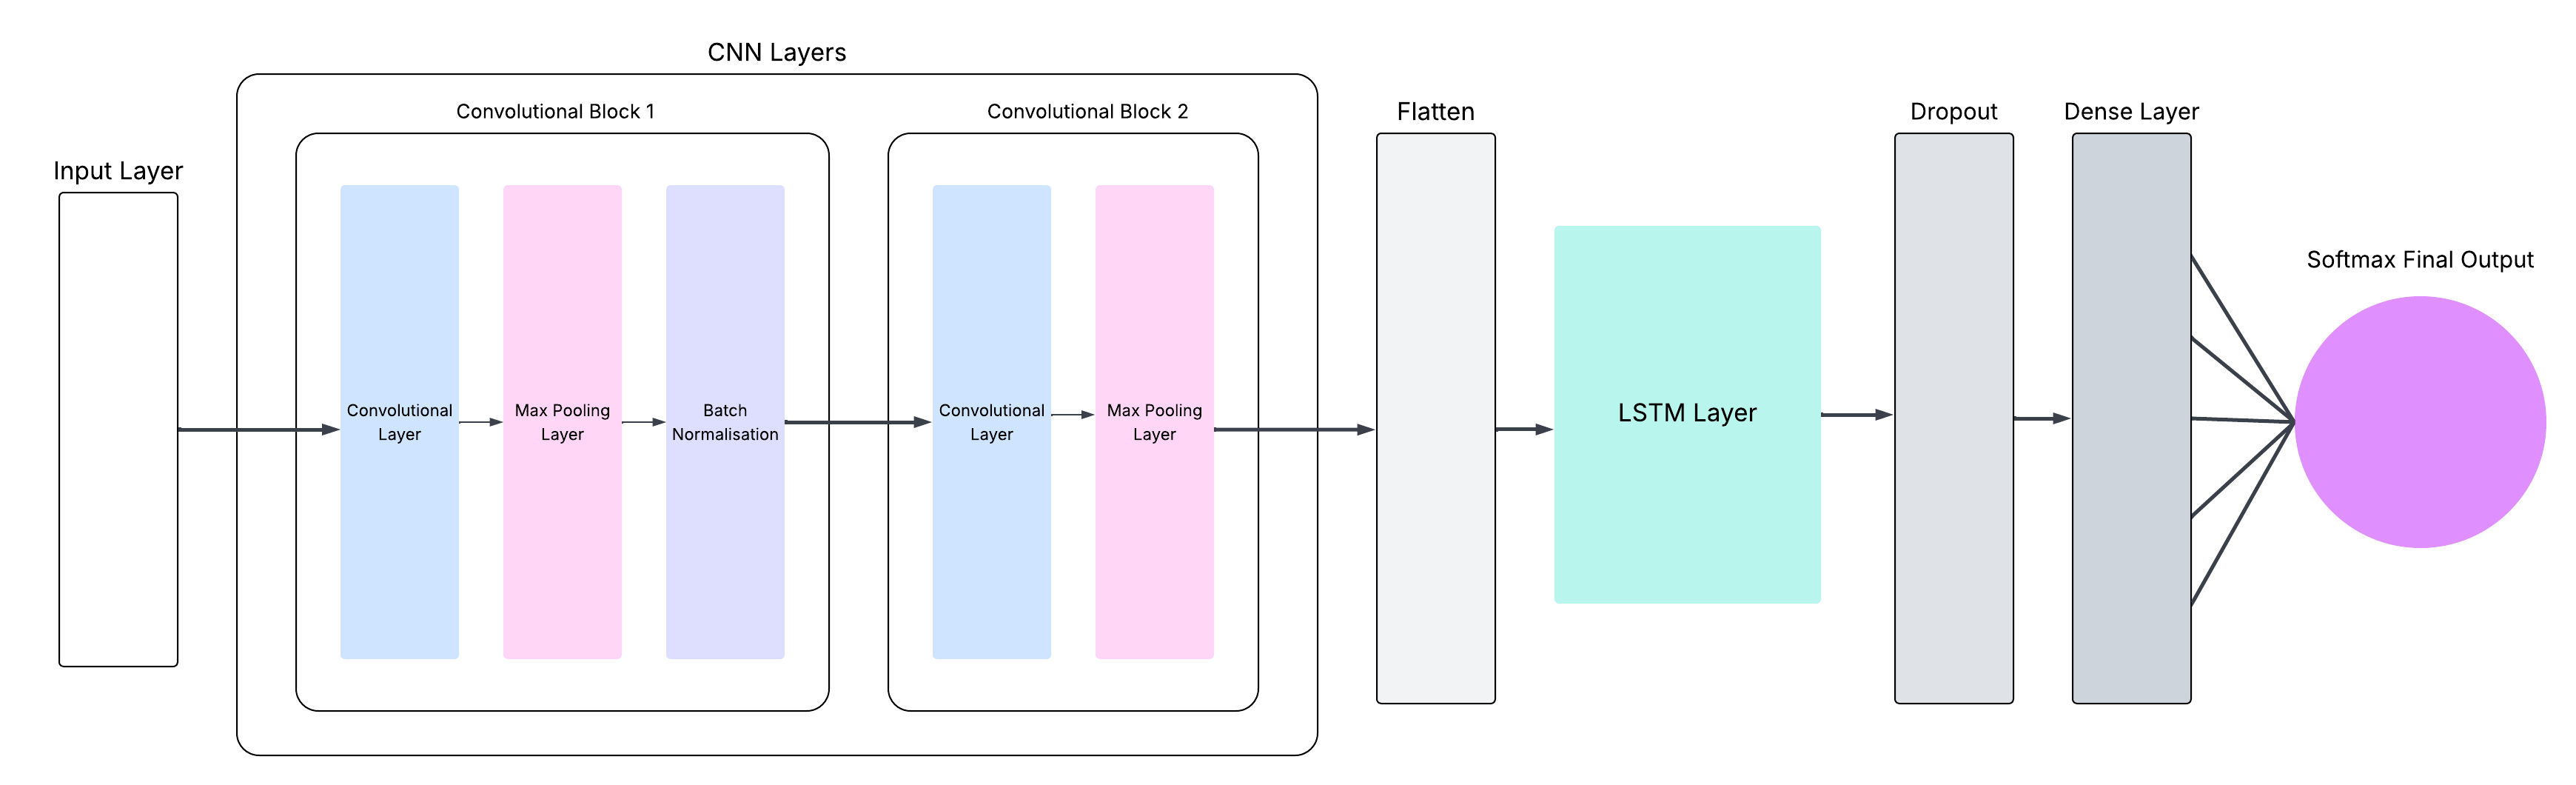 CNN Layers
Convolutional Block 1
Convolutional Block 2
Flatten
Dropout
Dense Layer
Input Layer
Softmax Final Output
Convolutional
Layer
Max Pooling
Layer
Batch
Normalisation
Convolutional
Layer
Max Pooling
Layer
LSTM Layer